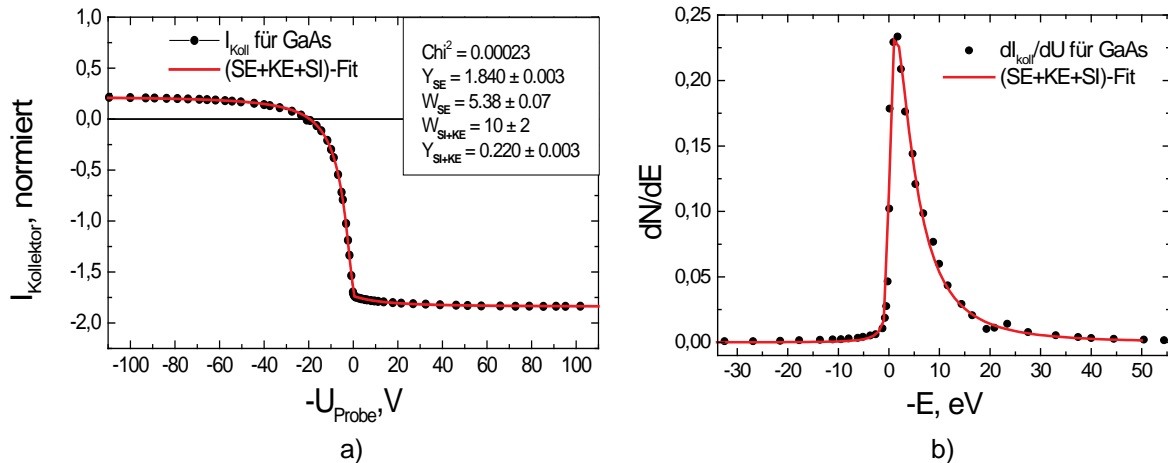 I_Koll für GaAs
(SE+KE+SI)-Fit
Chi² = 0.00023
Y_SE = 1.840 ± 0.003
W_SE = 5.38 ± 0.07
W_SI+KE = 10 ± 2
Y_SI+KE = 0.220 ± 0.003
1,0
0,5
0,0
-0,5
-1,0
-1,5
-2,0
I_Kollektor, normiert
-100 -80 -60 -40 -20 0 20 40 60 80 100
-U_Probe, V
a)
dI_koll/dU für GaAs
(SE+KE+SI)-Fit
0,25
0,20
0,15
0,10
0,05
0,00
dN/dE
-30 -20 -10 0 10 20 30 40 50
-E, eV
b)